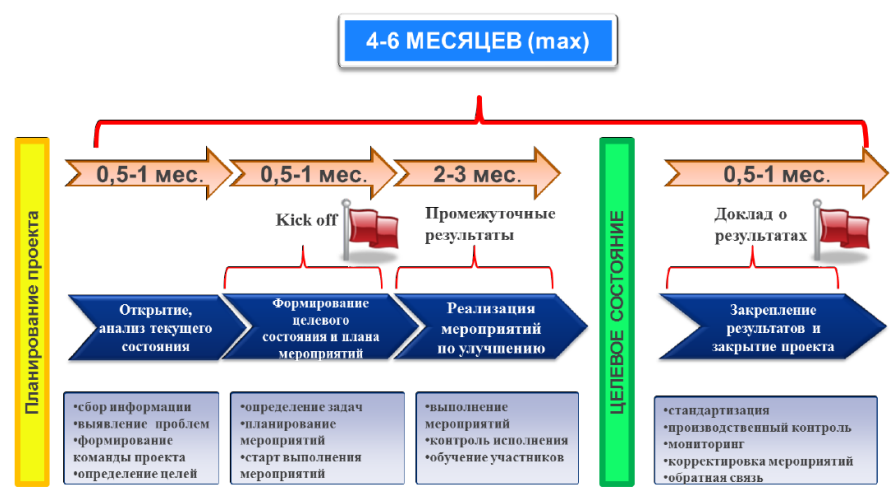 4-6 МЕСЯЦЕВ (max)
Планирование проекта
0,5-1 мес.
0,5-1 мес.
2-3 мес.
ЦЕЛЕВОЕ СОСТОЯНИЕ
0,5-1 мес.
Kick off
Промежуточные
результаты
Доклад о
результатах
Открытие,
анализ текущего
состояния
Формирование
целевого
состояния и плана
мероприятий
Реализация
мероприятий
по улучшению
Закрепление
результатов и
закрытие проекта
•сбор информации
•выявление проблем
•формирование
команды проекта
•определение целей
•определение задач
•планирование
мероприятий
•старт выполнения
мероприятий
•выполнение
мероприятий
•контроль исполнения
•обучение участников
•стандартизация
•производственный контроль
•мониторинг
•корректировка мероприятий
•обратная связь